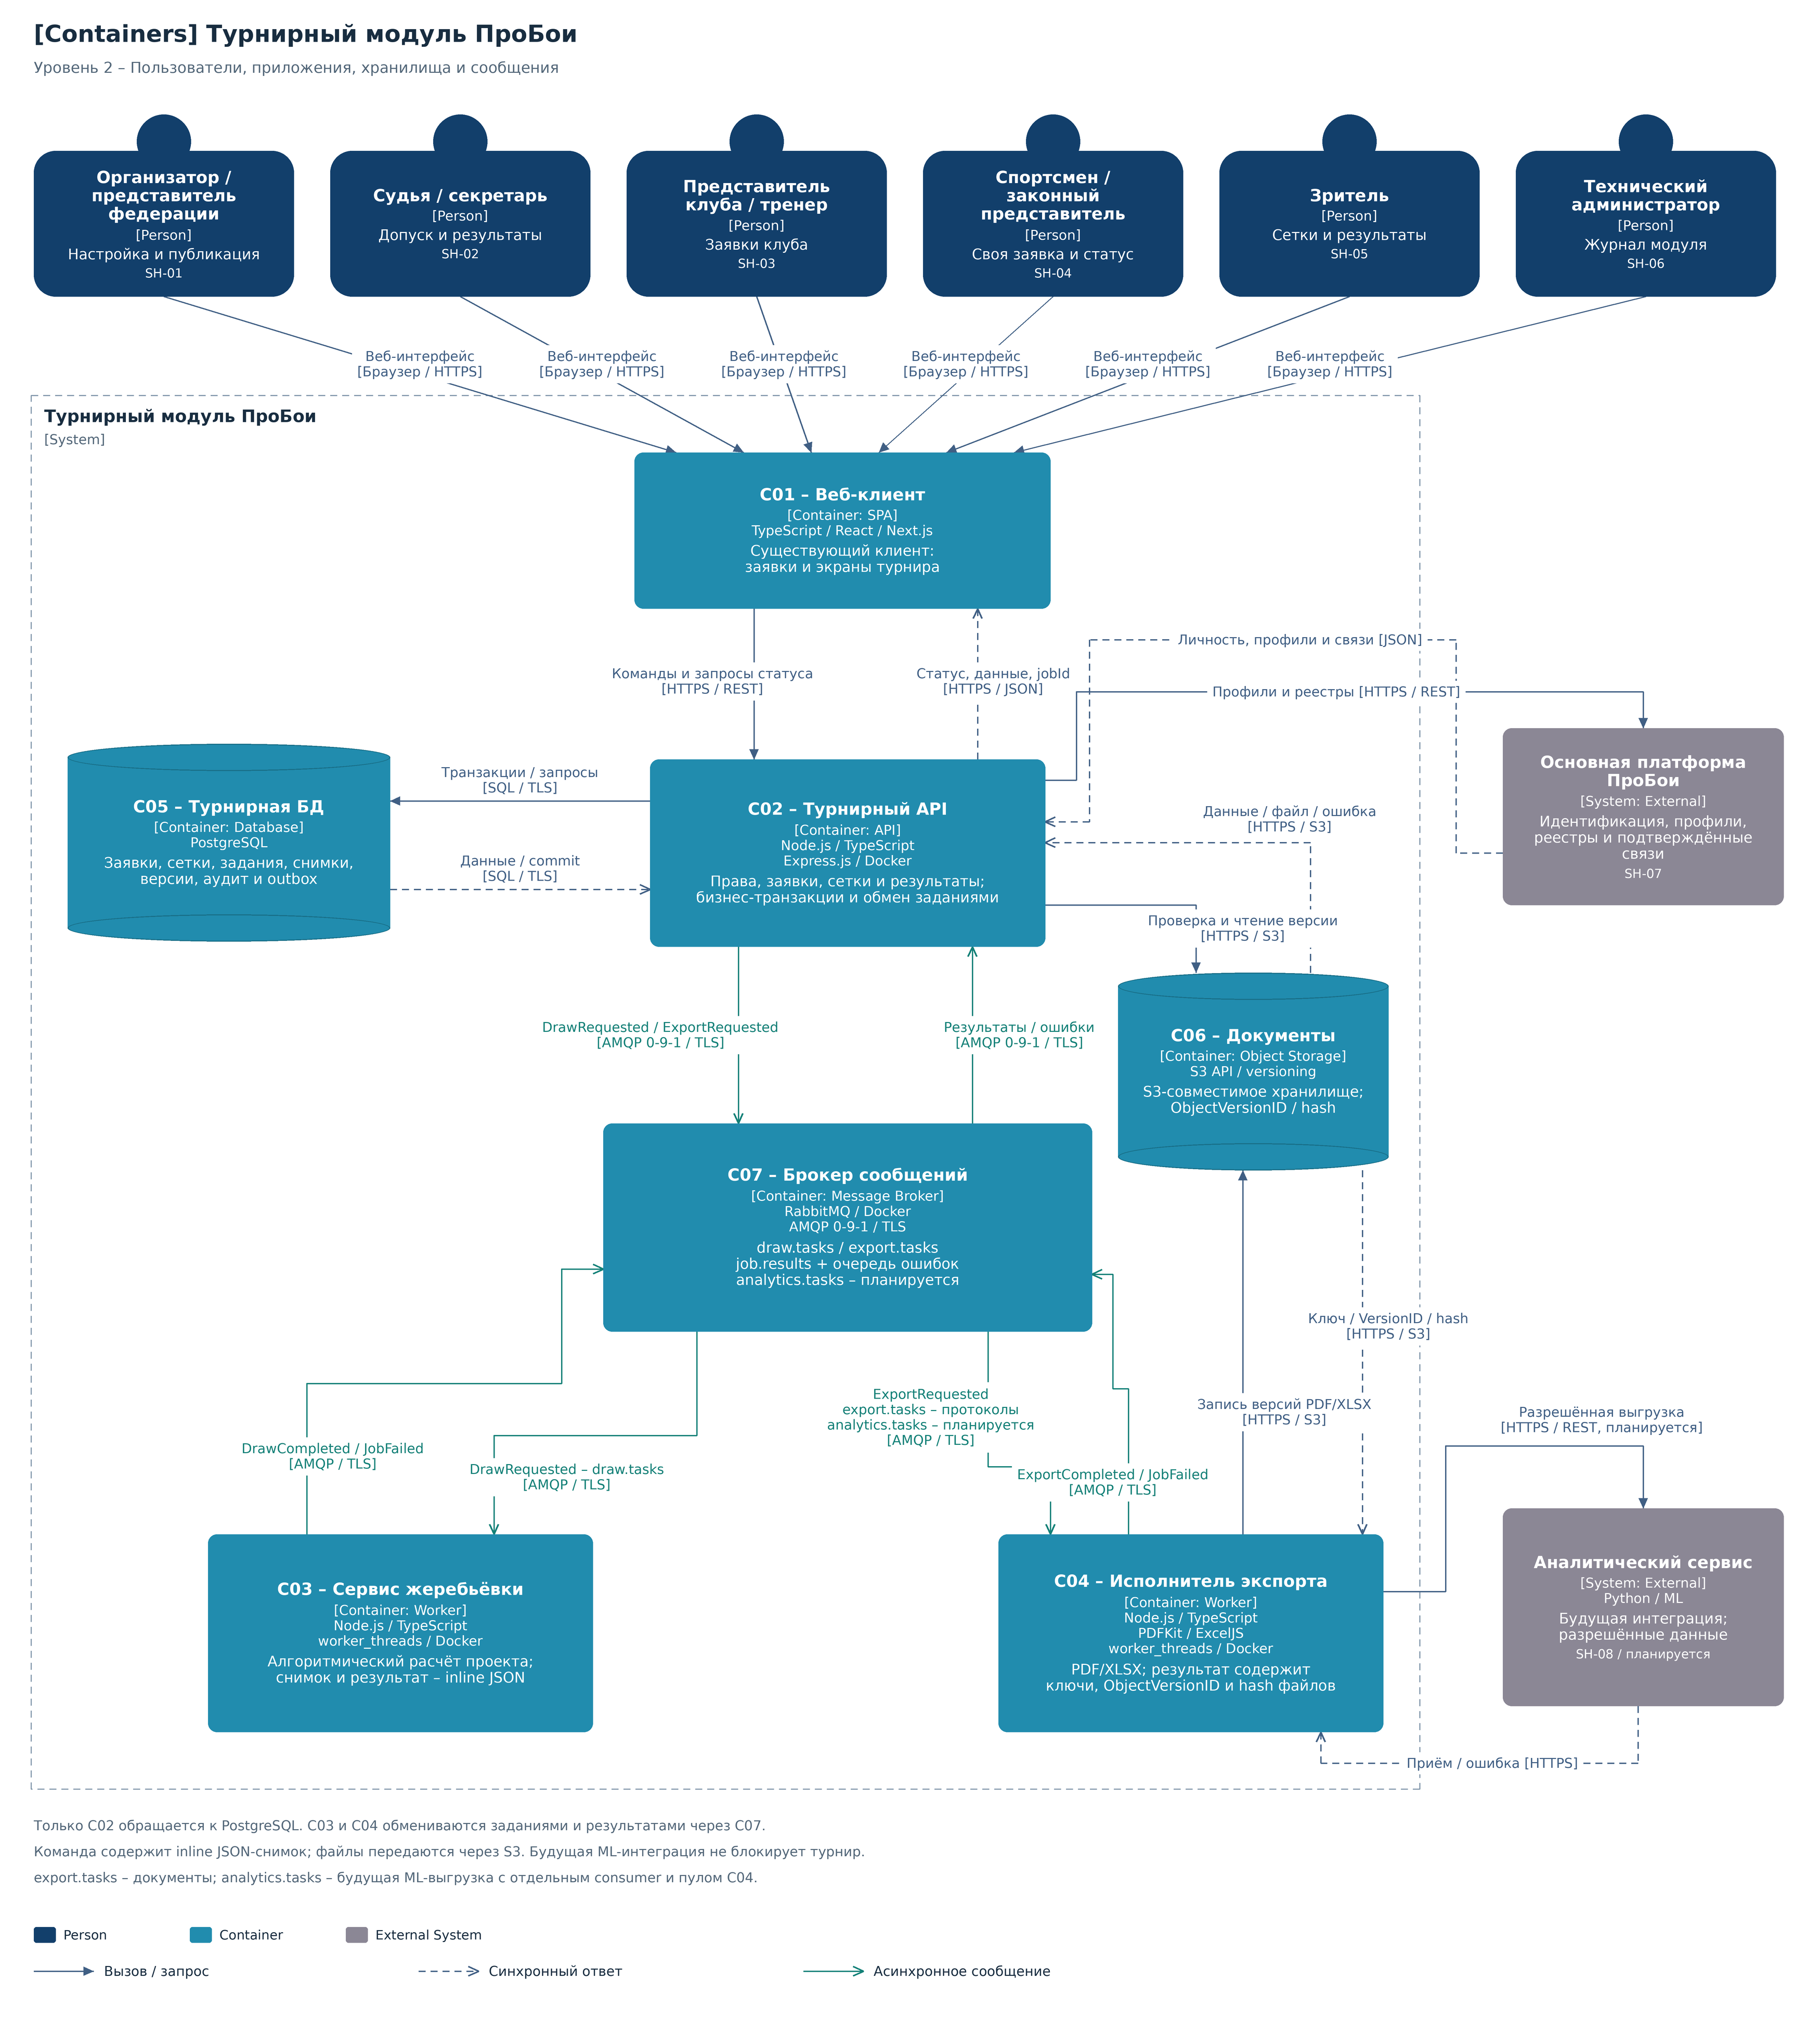 [Containers] Турнирный модуль ПроБои
Уровень 2 – Пользователи, приложения, хранилища и сообщения
Организатор /
представитель
федерации
[Person]
Настройка и публикация
SH-01
Судья / секретарь
[Person]
Допуск и результаты
SH-02
Представитель
клуба / тренер
[Person]
Заявки клуба
SH-03
Спортсмен /
законный
представитель
[Person]
Своя заявка и статус
SH-04
Зритель
[Person]
Сетки и результаты
SH-05
Технический
администратор
[Person]
Журнал модуля
SH-06
Веб-интерфейс
[Браузер / HTTPS]
Веб-интерфейс
[Браузер / HTTPS]
Веб-интерфейс
[Браузер / HTTPS]
Веб-интерфейс
[Браузер / HTTPS]
Веб-интерфейс
[Браузер / HTTPS]
Веб-интерфейс
[Браузер / HTTPS]
Турнирный модуль ПроБои
[System]
C01 – Веб-клиент
[Container: SPA]
TypeScript / React / Next.js
Существующий клиент:
заявки и экраны турнира
Команды и запросы статуса
[HTTPS / REST]
Статус, данные, jobId
[HTTPS / JSON]
Личность, профили и связи [JSON]
Профили и реестры [HTTPS / REST]
Основная платформа
ПроБои
[System: External]
Идентификация, профили,
реестры и подтверждённые
связи
SH-07
C05 – Турнирная БД
[Container: Database]
PostgreSQL
Заявки, сетки, задания, снимки,
версии, аудит и outbox
Транзакции / запросы
[SQL / TLS]
Данные / commit
[SQL / TLS]
C02 – Турнирный API
[Container: API]
Node.js / TypeScript
Express.js / Docker
Права, заявки, сетки и результаты;
бизнес-транзакции и обмен заданиями
Данные / файл / ошибка
[HTTPS / S3]
Проверка и чтение версии
[HTTPS / S3]
DrawRequested / ExportRequested
[AMQP 0-9-1 / TLS]
Результаты / ошибки
[AMQP 0-9-1 / TLS]
C06 – Документы
[Container: Object Storage]
S3 API / versioning
S3-совместимое хранилище;
ObjectVersionID / hash
C07 – Брокер сообщений
[Container: Message Broker]
RabbitMQ / Docker
AMQP 0-9-1 / TLS
draw.tasks / export.tasks
job.results + очередь ошибок
analytics.tasks – планируется
Ключ / VersionID / hash
[HTTPS / S3]
ExportRequested
export.tasks – протоколы
analytics.tasks – планируется
[AMQP / TLS]
Запись версий PDF/XLSX
[HTTPS / S3]
Разрешённая выгрузка
[HTTPS / REST, планируется]
DrawCompleted / JobFailed
[AMQP / TLS]
DrawRequested – draw.tasks
[AMQP / TLS]
ExportCompleted / JobFailed
[AMQP / TLS]
C03 – Сервис жеребьёвки
[Container: Worker]
Node.js / TypeScript
worker_threads / Docker
Алгоритмический расчёт проекта;
снимок и результат – inline JSON
C04 – Исполнитель экспорта
[Container: Worker]
Node.js / TypeScript
PDFKit / ExcelJS
worker_threads / Docker
PDF/XLSX; результат содержит
ключи, ObjectVersionID и hash файлов
Аналитический сервис
[System: External]
Python / ML
Будущая интеграция;
разрешённые данные
SH-08 / планируется
Приём / ошибка [HTTPS]
Только C02 обращается к PostgreSQL. C03 и C04 обмениваются заданиями и результатами через C07.
Команда содержит inline JSON-снимок; файлы передаются через S3. Будущая ML-интеграция не блокирует турнир.
export.tasks – документы; analytics.tasks – будущая ML-выгрузка с отдельным consumer и пулом C04.
Person
Container
External System
Вызов / запрос
Синхронный ответ
Асинхронное сообщение